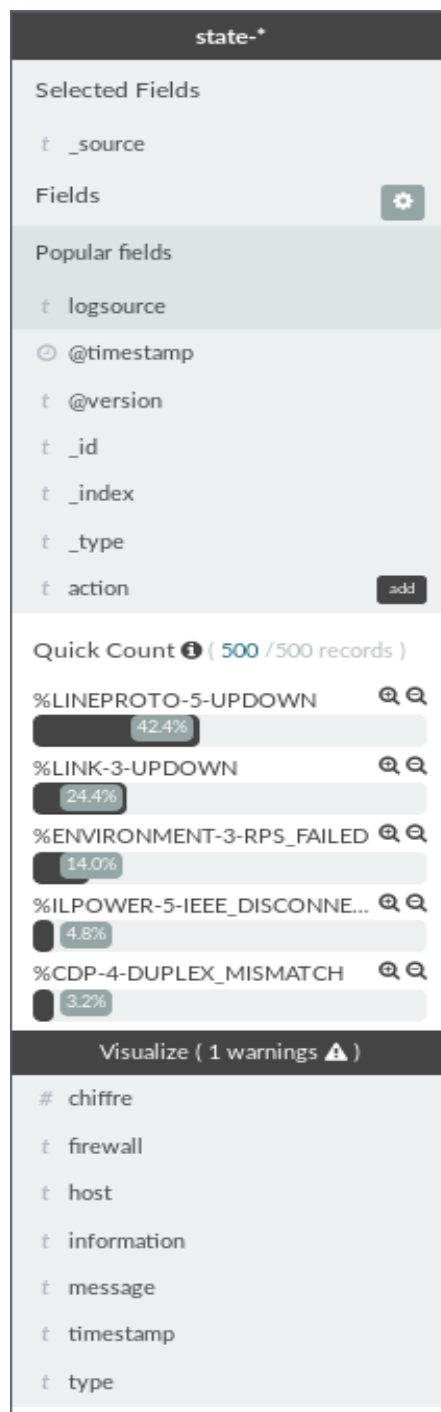 state-*
Selected Fields
t _source
Fields
Popular fields
t logsource
@timestamp
t @version
t _id
t _index
t _type
t action add
Quick Count ( 500 /500 records )
%LINEPROTO-5-UPDOWN
42.4%
%LINK-3-UPDOWN
24.4%
%ENVIRONMENT-3-RPS_FAILED
14.0%
%ILPOWER-5-IEEE_DISCONNE...
4.8%
%CDP-4-DUPLEX_MISMATCH
3.2%
Visualize ( 1 warnings )
# chiffre
t firewall
t host
t information
t message
t timestamp
t type